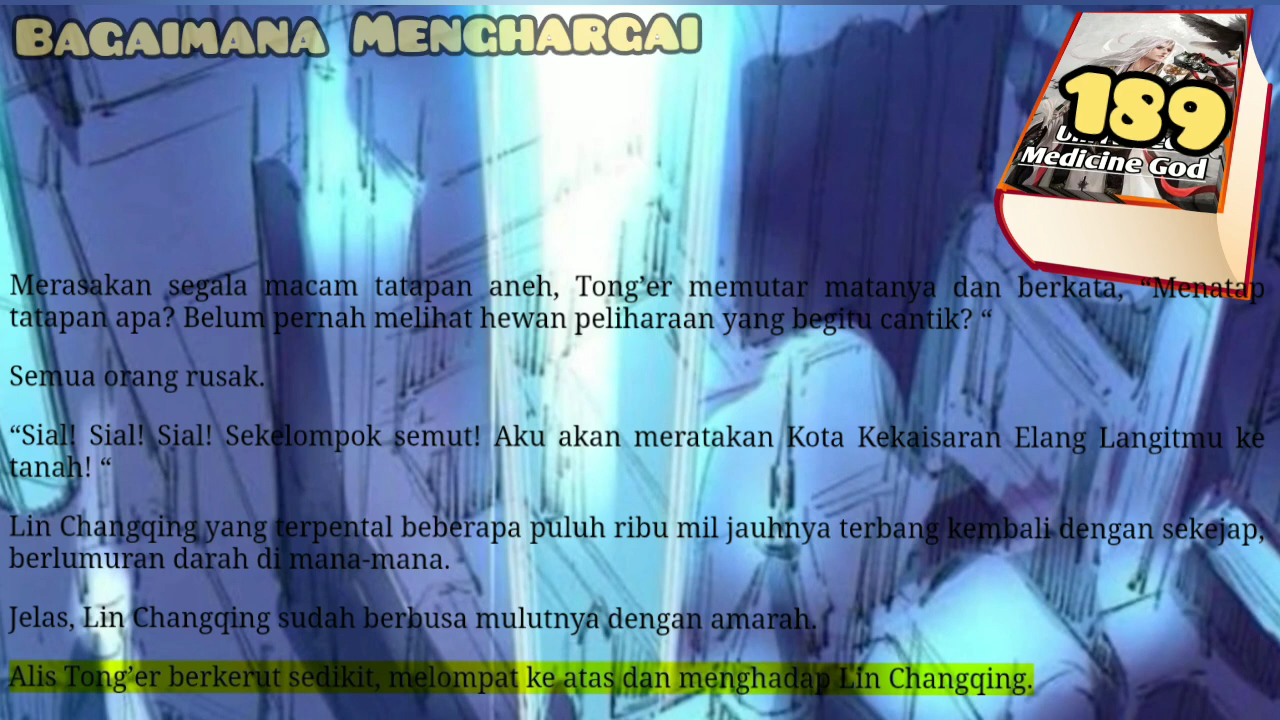 Bagaimana Menghargai
189
Medicine God
Merasakan segala macam tatapan aneh, Tong’er memutar matanya dan berkata, “Menatap
tatapan apa? Belum pernah melihat hewan peliharaan yang begitu cantik? “
Semua orang rusak.
“Sial! Sial! Sial! Sekelompok semut! Aku akan meratakan Kota Kekaisaran Elang Langitmu ke
tanah! “
Lin Changqing yang terpental beberapa puluh ribu mil jauhnya terbang kembali dengan sekejap,
berlumuran darah di mana-mana.
Jelas, Lin Changqing sudah berbusa mulutnya dengan amarah.
Alis Tong’er berkerut sedikit, melompat ke atas dan menghadap Lin Changqing.